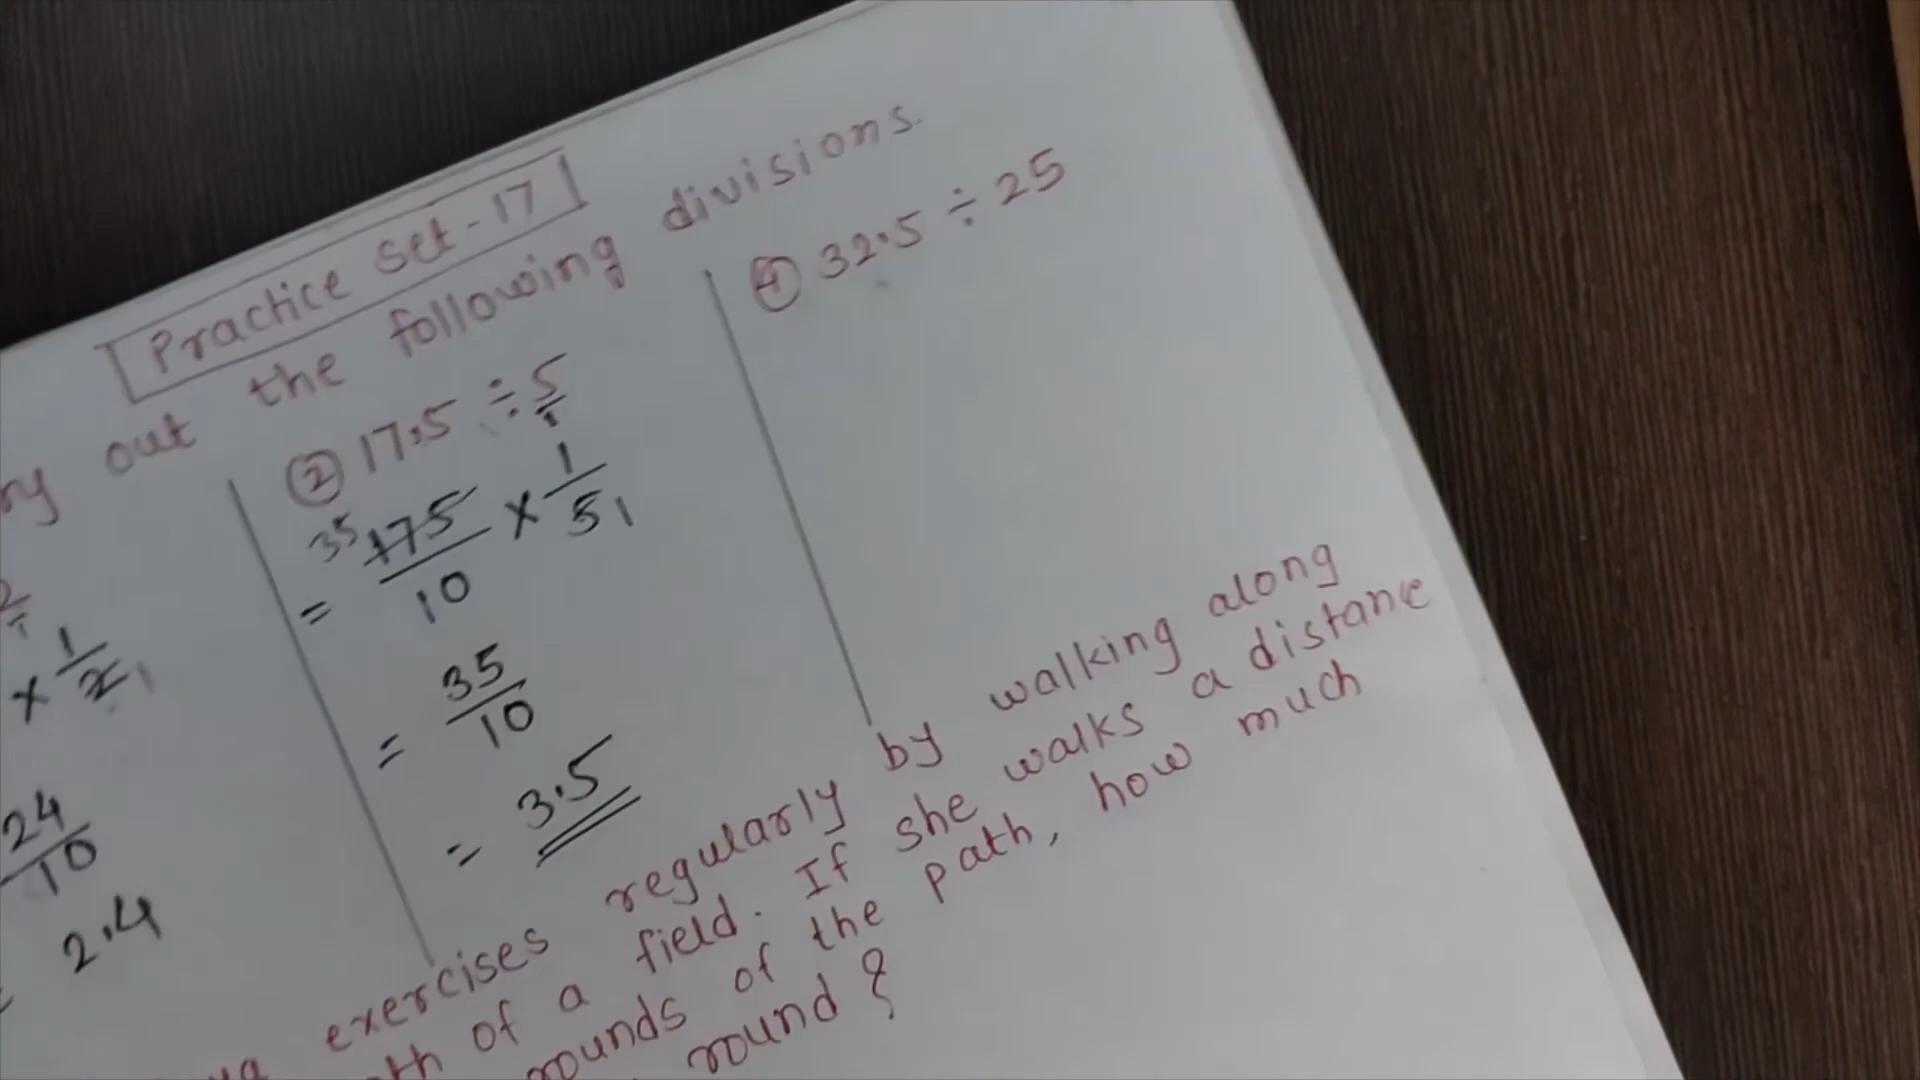 Practice Set-17
out the following divisions.
② 17.5 ÷ 5/1
= 35 175/10 × 1/5 1
= 35/10
= 3.5
④ 32.5 ÷ 25
2/1
× 1/2 1
24/10
2.4
exercises regularly by walking along
of a field. If she walks a distance
rounds of the path, how much
round?